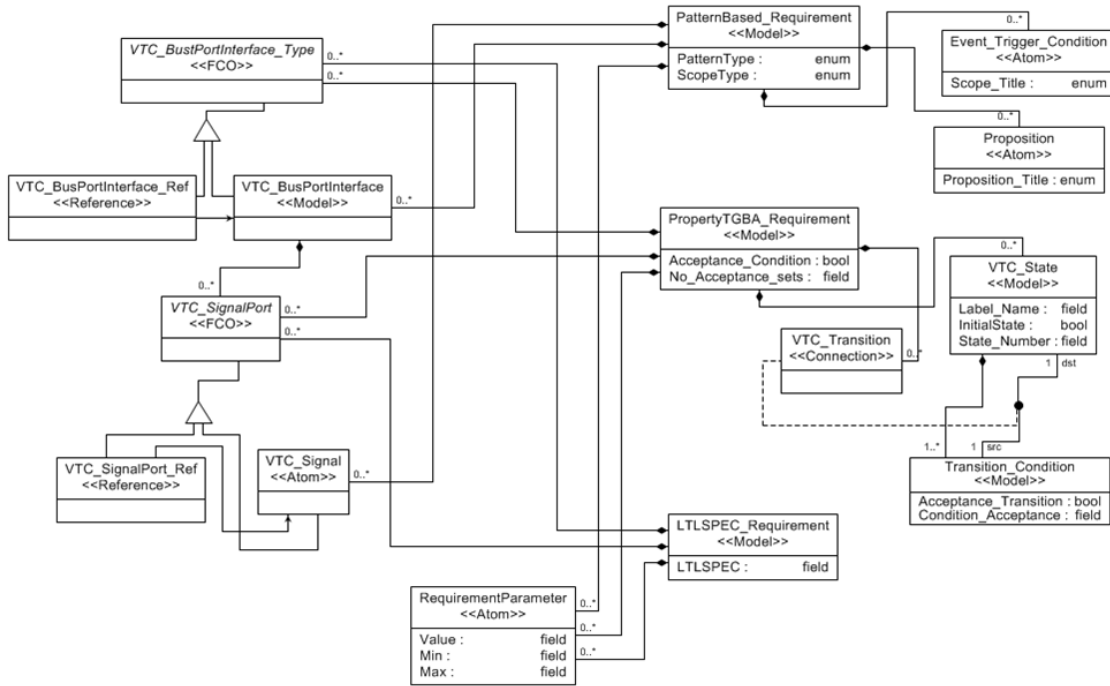 VTC_BustPortInterface_Type
<<FCO>>
0..*
0..*
PatternBased_Requirement
<<Model>>
PatternType : enum
ScopeType : enum
0..*
Event_Trigger_Condition
<<Atom>>
Scope_Title : enum
0..*
Proposition
<<Atom>>
Proposition_Title : enum
VTC_BusPortInterface_Ref
<<Reference>>
VTC_BusPortInterface
<<Model>>
0..*
PropertyTGBA_Requirement
<<Model>>
Acceptance_Condition : bool
No_Acceptance_sets : field
0..*
VTC_State
<<Model>>
Label_Name : field
InitialState : bool
State_Number : field
0..*
VTC_SignalPort
<<FCO>>
0..*
0..*
VTC_Transition
<<Connection>>
0..*
1 dst
1..*
1 src
Transition_Condition
<<Model>>
Acceptance_Transition : bool
Condition_Acceptance : field
VTC_SignalPort_Ref
<<Reference>>
VTC_Signal
<<Atom>>
0..*
LTLSPEC_Requirement
<<Model>>
LTLSPEC : field
RequirementParameter
<<Atom>>
Value : field
Min : field
Max : field
0..*
0..*
0..*